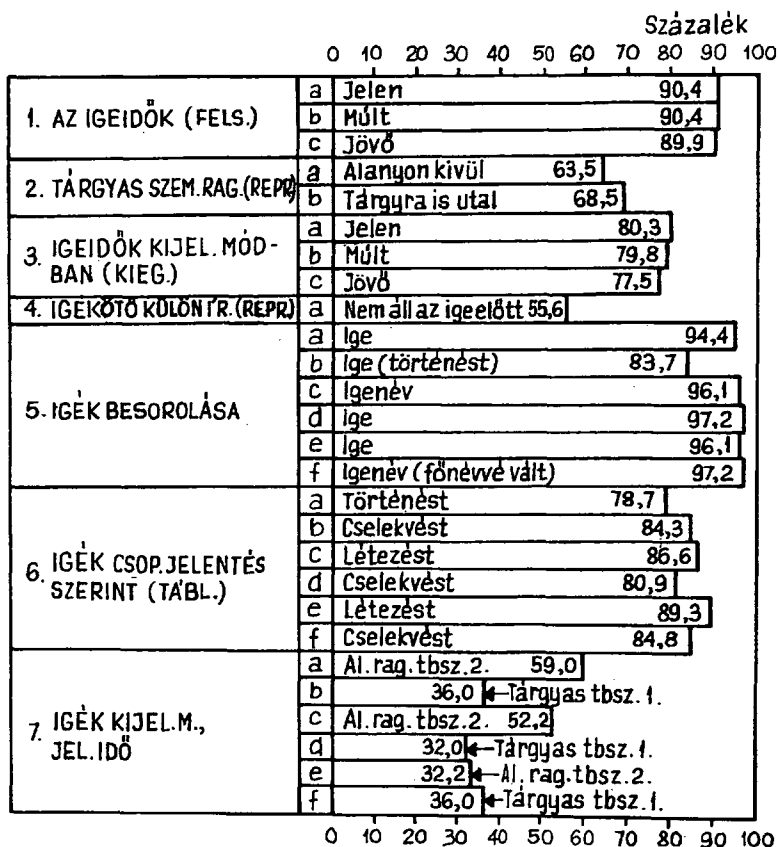 Százalék
0 10 20 30 40 50 60 70 80 90 100
1. AZ IGEIDŐK (FELS.)
a Jelen 90,4
b Múlt 90,4
c Jövő 89,9
2. TÁRGYAS SZEM. RAG. (REPR)
a Alanyon kivül 63,5
b Tárgyra is utal 68,5
3. IGEIDŐK KIJEL. MÓD-
BAN (KIEG.)
a Jelen 80,3
b Múlt 79,8
c Jövő 77,5
4. IGEKÖTŐ KÜLÖN ÍR. (REPR.) a Nem áll az ige előtt 55,6
5. IGÉK BESOROLÁSA
a Ige 94,4
b Ige (történést) 83,7
c Igenév 96,1
d Ige 97,2
e Ige 96,1
f Igenév (főnévvé vált) 97,2
6. IGÉK CSOP. JELENTÉS
SZERINT (TÁBL.)
a Történést 78,7
b Cselekvést 84,3
c Létezést 86,6
d Cselekvést 80,9
e Létezést 89,3
f Cselekvést 84,8
7. IGÉK KIJEL. M.,
JEL. IDŐ
a Al. rag. tbsz. 2. 59,0
b 36,0 Tárgyas tbsz. 1.
c Al. rag. tbsz. 2. 52,2
d 32,0 Tárgyas tbsz. 1.
e 32,2 Al. rag. tbsz. 2.
f 36,0 Tárgyas tbsz. 1.
0 10 20 30 40 50 60 70 80 90 100